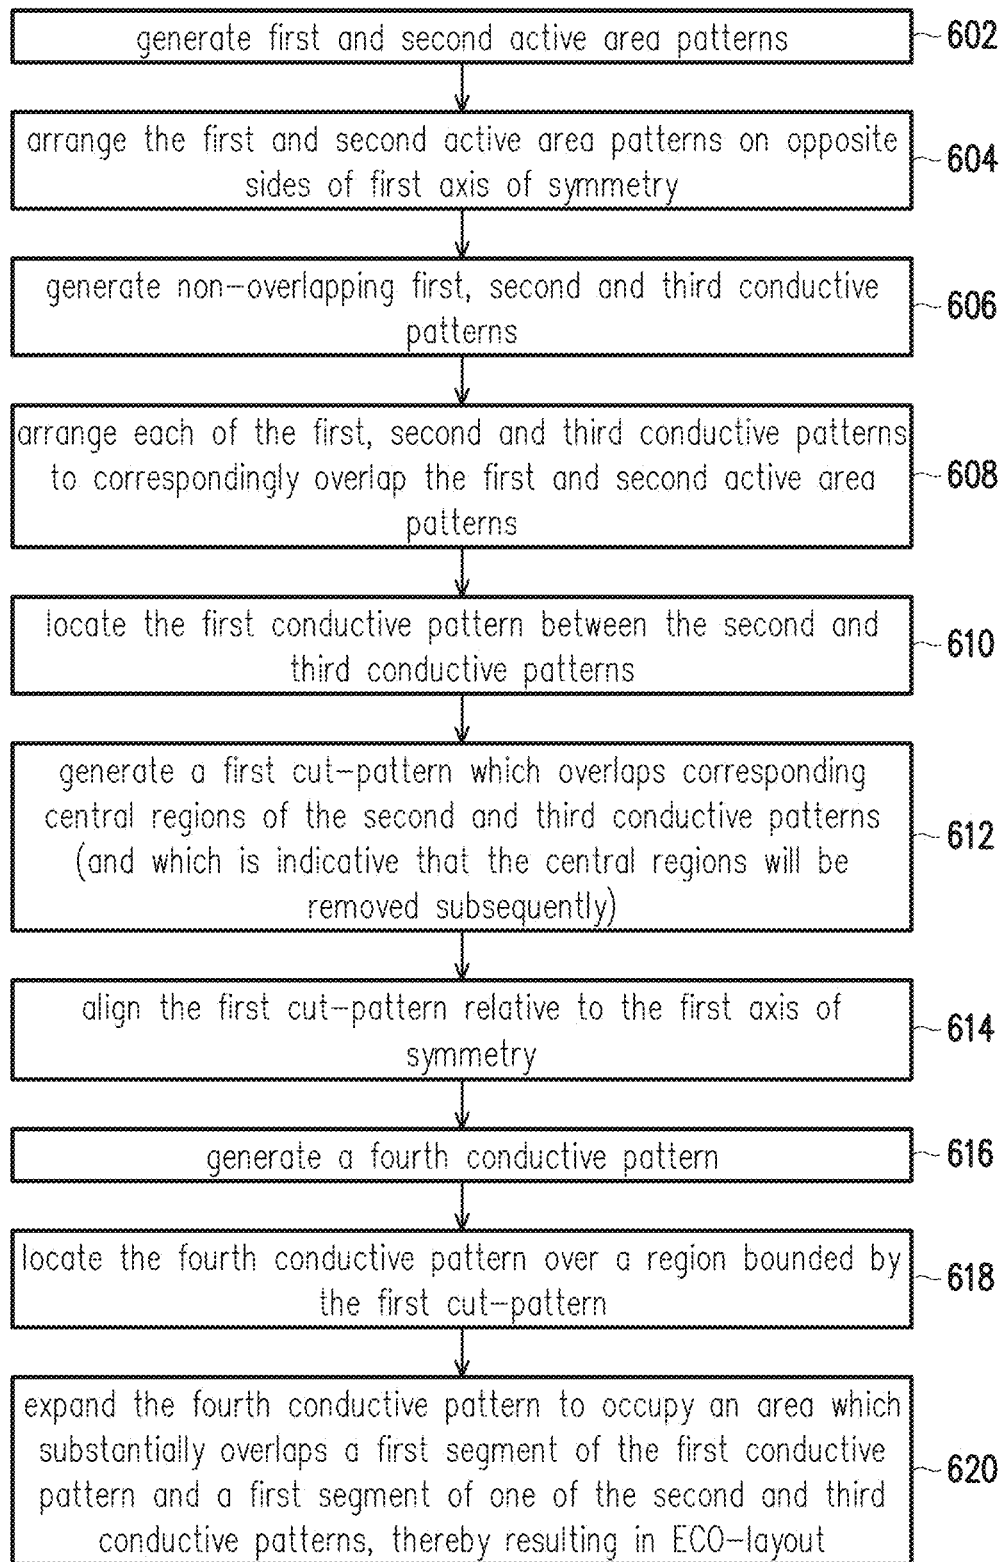 generate first and second active area patterns
602
arrange the first and second active area patterns on opposite
sides of first axis of symmetry
604
generate non-overlapping first, second and third conductive
patterns
606
arrange each of the first, second and third conductive patterns
to correspondingly overlap the first and second active area
patterns
608
locate the first conductive pattern between the second and
third conductive patterns
610
generate a first cut-pattern which overlaps corresponding
central regions of the second and third conductive patterns
(and which is indicative that the central regions will be
removed subsequently)
612
align the first cut-pattern relative to the first axis of
symmetry
614
generate a fourth conductive pattern
616
locate the fourth conductive pattern over a region bounded by
the first cut-pattern
618
expand the fourth conductive pattern to occupy an area which
substantially overlaps a first segment of the first conductive
pattern and a first segment of one of the second and third
conductive patterns, thereby resulting in ECO-layout
620